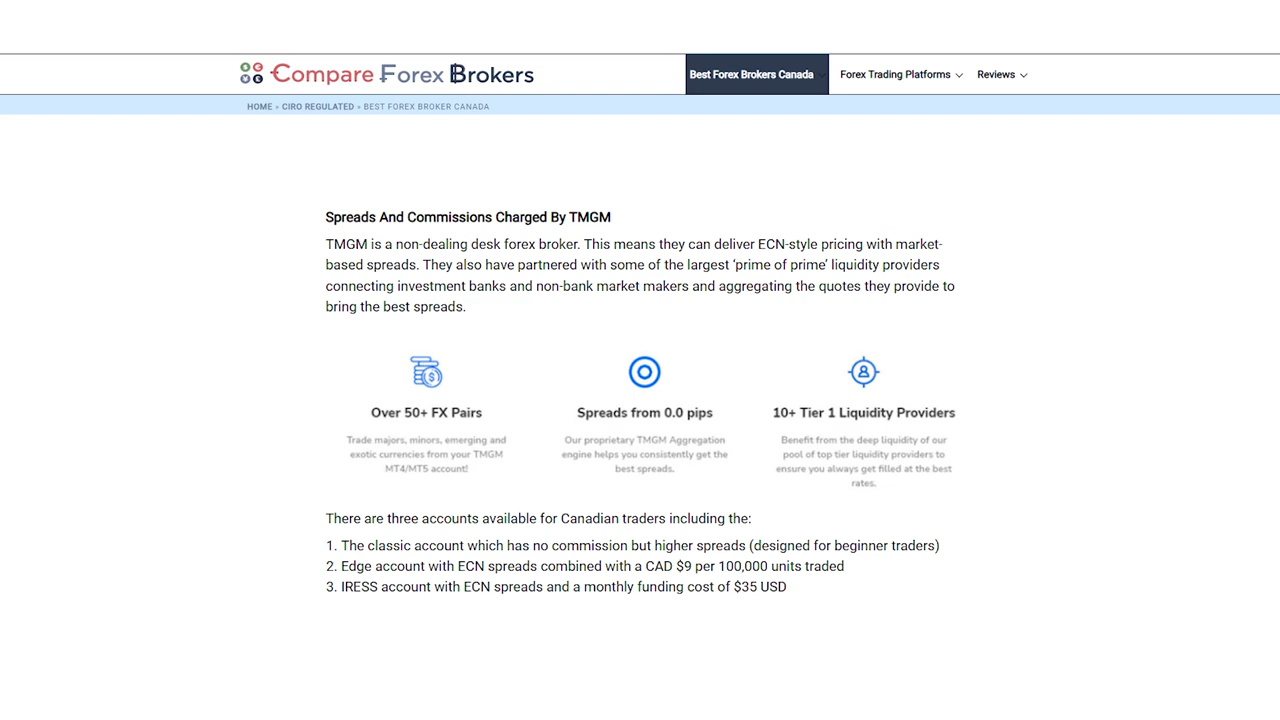 Compare Forex Brokers
Best Forex Brokers Canada
Forex Trading Platforms
Reviews
HOME » CIRO REGULATED » BEST FOREX BROKER CANADA
Spreads And Commissions Charged By TMGM
TMGM is a non-dealing desk forex broker. This means they can deliver ECN-style pricing with market-
based spreads. They also have partnered with some of the largest ‘prime of prime’ liquidity providers
connecting investment banks and non-bank market makers and aggregating the quotes they provide to
bring the best spreads.
Over 50+ FX Pairs
Trade majors, minors, emerging and
exotic currencies from your TMGM
MT4/MT5 account!
Spreads from 0.0 pips
Our proprietary TMGM Aggregation
engine helps you consistently get the
best spreads.
10+ Tier 1 Liquidity Providers
Benefit from the deep liquidity of our
pool of top tier liquidity providers to
ensure you always get filled at the best
rates.
There are three accounts available for Canadian traders including the:
1. The classic account which has no commission but higher spreads (designed for beginner traders)
2. Edge account with ECN spreads combined with a CAD $9 per 100,000 units traded
3. IRESS account with ECN spreads and a monthly funding cost of $35 USD